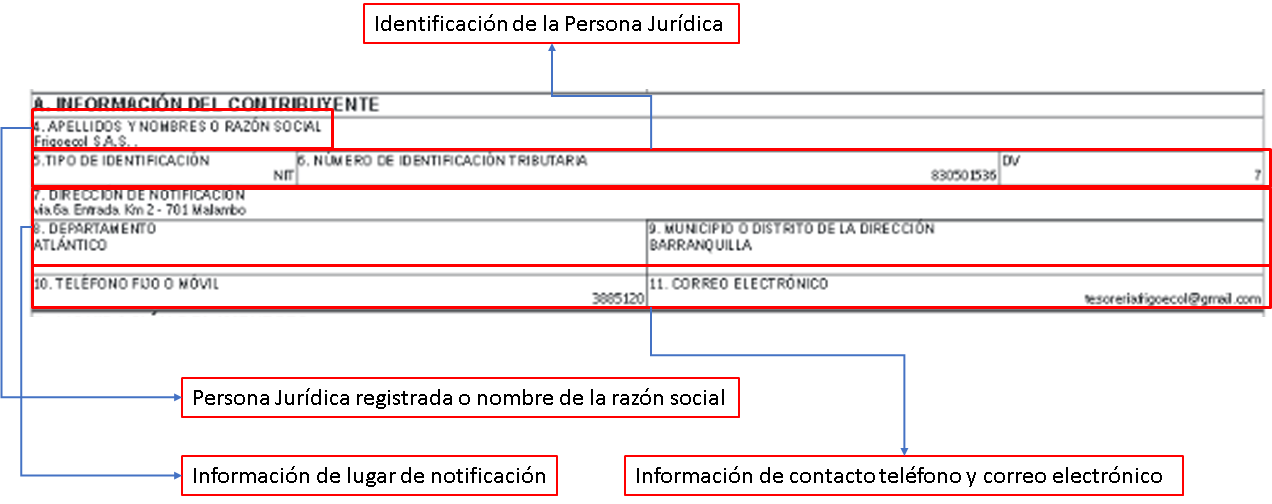 Identificación de la Persona Jurídica
A. INFORMACIÓN DEL CONTRIBUYENTE
4. APELLIDOS Y NOMBRES O RAZÓN SOCIAL
Frigoecol S.A.S. .
5.TIPO DE IDENTIFICACIÓN 6. NÚMERO DE IDENTIFICACIÓN TRIBUTARIA DV
NIT 830501536 7
7. DIRECCIÓN DE NOTIFICACIÓN
via.6a. Entrada. Km 2 - 701 Malambo
8. DEPARTAMENTO 9. MUNICIPIO O DISTRITO DE LA DIRECCIÓN
ATLÁNTICO BARRANQUILLA
10. TELÉFONO FIJO O MÓVIL 11. CORREO ELECTRÓNICO
3885120 tesoreriafrigoecol@gmail.com
Persona Jurídica registrada o nombre de la razón social
Información de lugar de notificación Información de contacto teléfono y correo electrónico